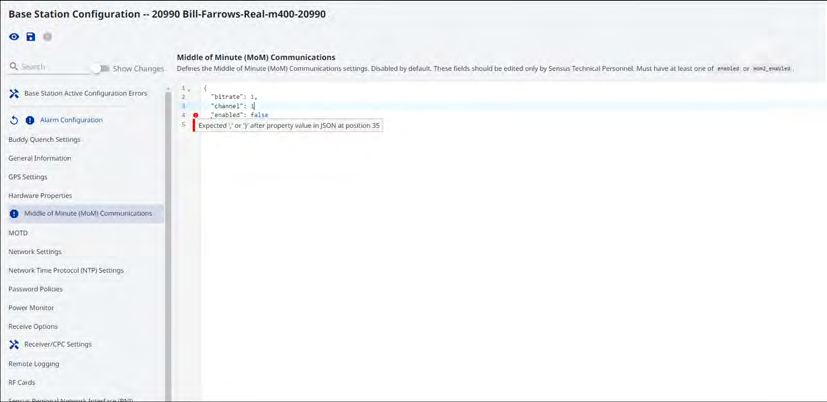 Base Station Configuration -- 20990 Bill-Farrows-Real-m400-20990
Search
Show Changes
Base Station Active Configuration Errors
Alarm Configuration
Buddy Quench Settings
General Information
GPS Settings
Hardware Properties
Middle of Minute (MoM) Communications
MOTD
Network Settings
Network Time Protocol (NTP) Settings
Password Policies
Power Monitor
Receive Options
Receiver/CPC Settings
Remote Logging
RF Cards
Sensus Regional Network Interface (RNI)
Middle of Minute (MoM) Communications
Defines the Middle of Minute (MoM) Communications settings. Disabled by default. These fields should be edited only by Sensus Technical Personnel. Must have at least one of enabled or mom2_enabled.
1 {
2 "bitrate": 1,
3 "channel": 1
4 "enabled": false
5
Expected ',' or '}' after property value in JSON at position 35